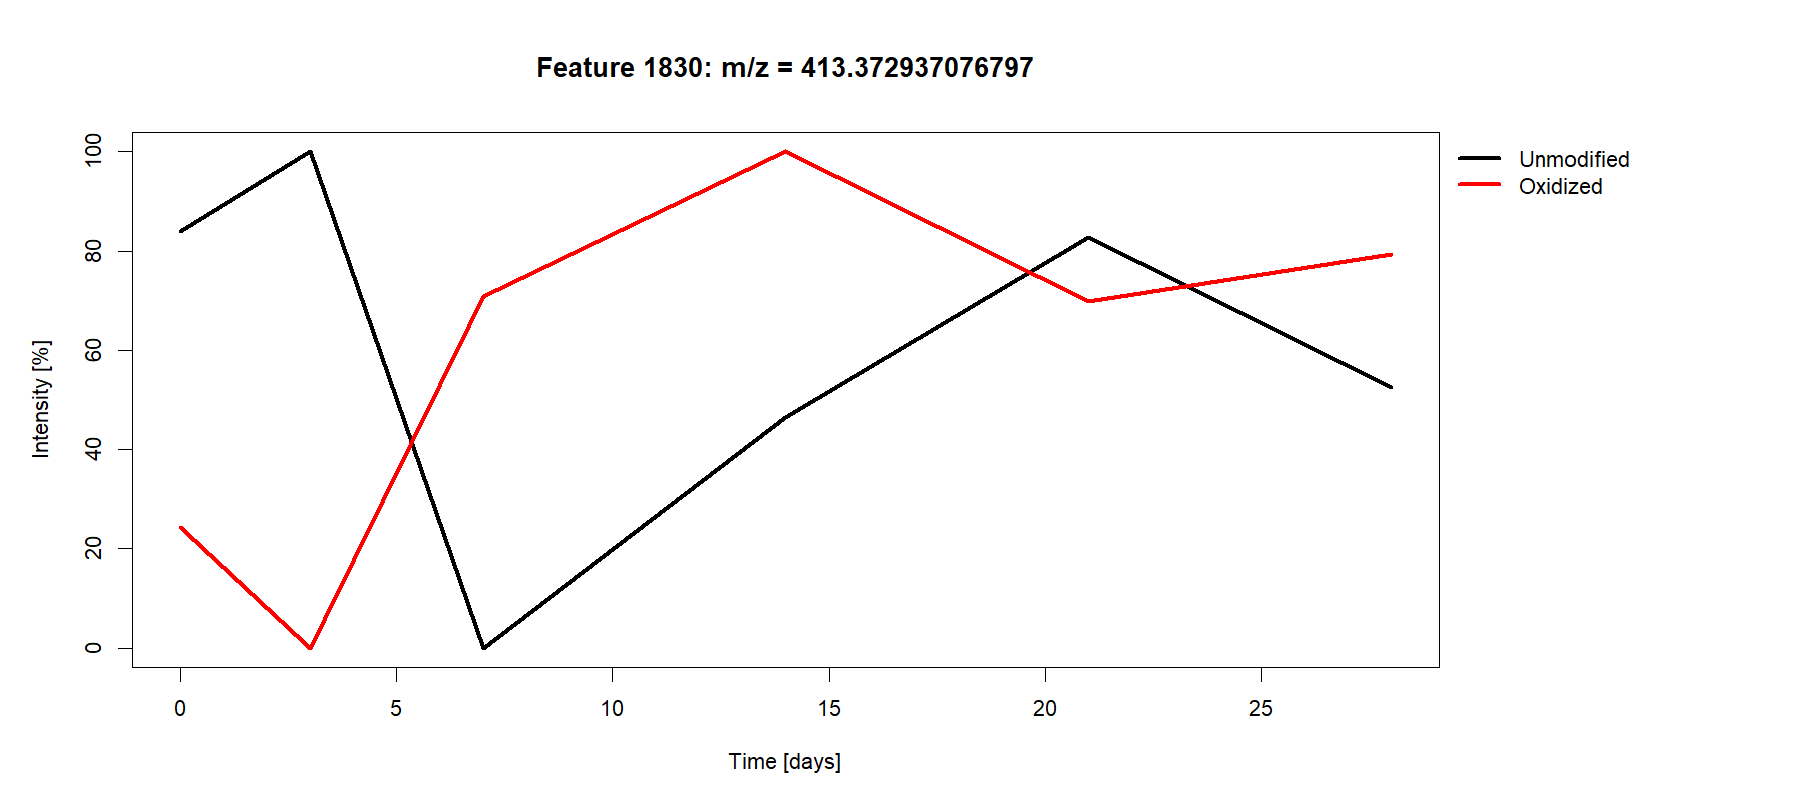 Feature 1830: m/z = 413.372937076797
Unmodified
Oxidized
Intensity [%]
100
80
60
40
20
0
0 5 10 15 20 25
Time [days]